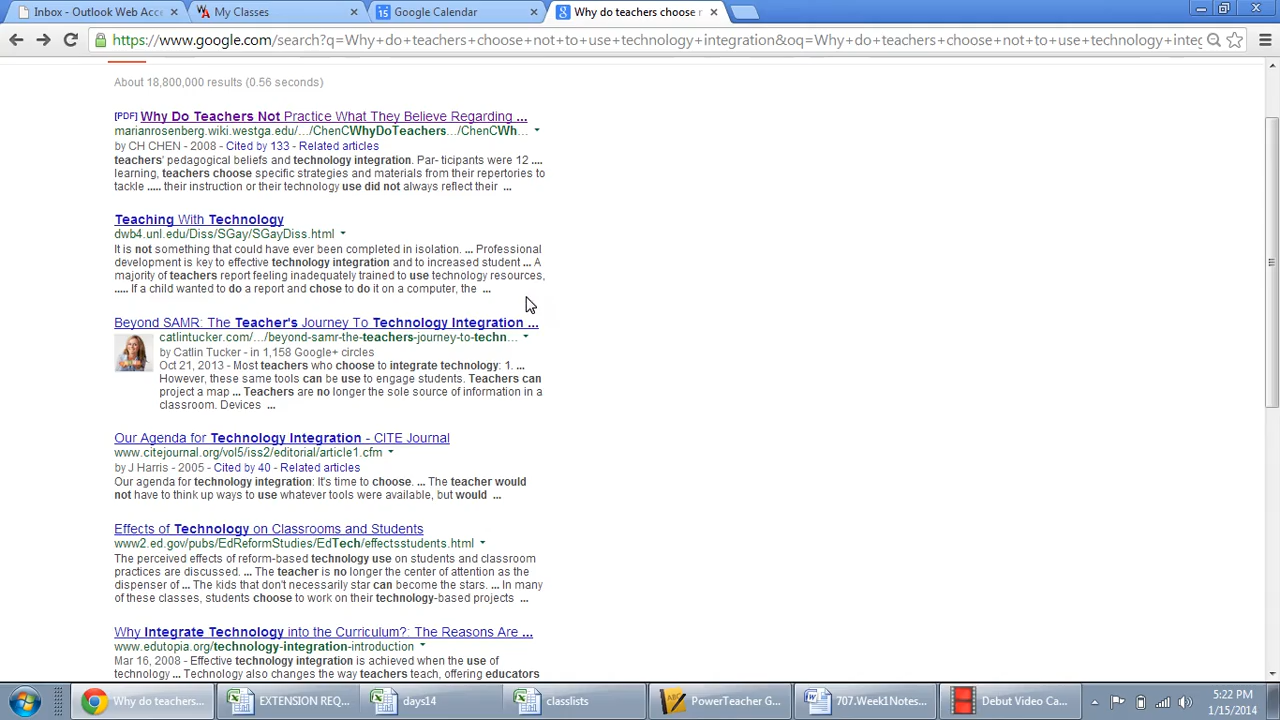 Inbox - Outlook Web Acce
My Classes
15 Google Calendar
Why do teachers choose r
https://www.google.com/search?q=Why+do+teachers+choose+not+to+use+technology+integration&oq=Why+do+teachers+choose+not+to+use+technology+integ
About 18,800,000 results (0.56 seconds)
[PDF] Why Do Teachers Not Practice What They Believe Regarding ...
marianrosenberg.wiki.westga.edu/.../ChenCWhyDoTeachers.../ChenCWh...
by CH CHEN - 2008 - Cited by 133 - Related articles
teachers' pedagogical beliefs and technology integration. Par- ticipants were 12 ....
learning, teachers choose specific strategies and materials from their repertories to
tackle ..... their instruction or their technology use did not always reflect their ...
Teaching With Technology
dwb4.unl.edu/Diss/SGay/SGayDiss.html
It is not something that could have ever been completed in isolation. ... Professional
development is key to effective technology integration and to increased student ... A
majority of teachers report feeling inadequately trained to use technology resources,
..... If a child wanted to do a report and chose to do it on a computer, the ...
Beyond SAMR: The Teacher's Journey To Technology Integration ...
catlintucker.com/.../beyond-samr-the-teachers-journey-to-techn...
by Catlin Tucker - in 1,158 Google+ circles
Oct 21, 2013 - Most teachers who choose to integrate technology: 1. ...
However, these same tools can be use to engage students. Teachers can
project a map ... Teachers are no longer the sole source of information in a
classroom. Devices ...
Our Agenda for Technology Integration - CITE Journal
www.citejournal.org/vol5/iss2/editorial/article1.cfm
by J Harris - 2005 - Cited by 40 - Related articles
Our agenda for technology integration: It's time to choose. ... The teacher would
not have to think up ways to use whatever tools were available, but would ...
Effects of Technology on Classrooms and Students
www2.ed.gov/pubs/EdReformStudies/EdTech/effectsstudents.html
The perceived effects of reform-based technology use on students and classroom
practices are discussed. ... The teacher is no longer the center of attention as the
dispenser of ... The kids that don't necessarily star can become the stars. ... In many
of these classes, students choose to work on their technology-based projects ...
Why Integrate Technology into the Curriculum?: The Reasons Are ...
www.edutopia.org/technology-integration-introduction
Mar 16, 2008 - Effective technology integration is achieved when the use of
technology ... Technology also changes the way teachers teach, offering educators
Why do teachers...
EXTENSION REQ...
days14
classlists
PowerTeacher G...
707.Week1Notes...
Debut Video Ca...
5:22 PM
1/15/2014